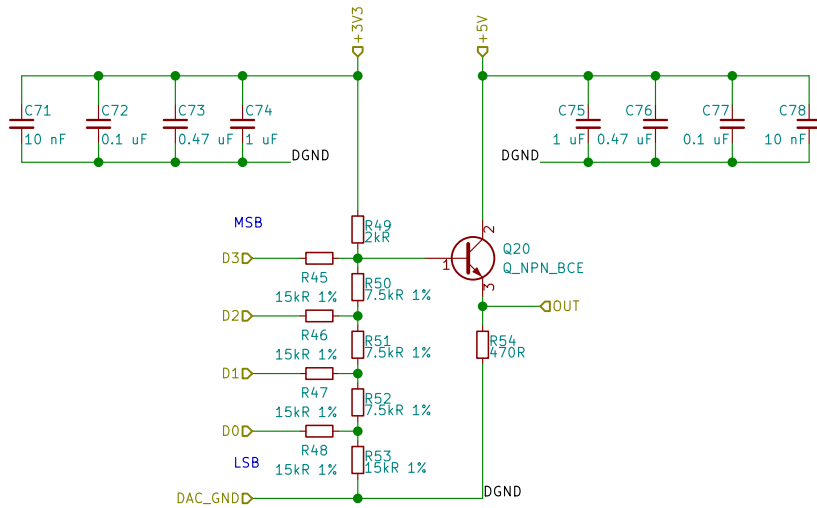 +3V3
+5V
C71
10 nF
C72
0.1 uF
C73
0.47 uF
C74
1 uF
DGND
C75
1 uF
C76
0.47 uF
C77
0.1 uF
C78
10 nF
DGND
MSB
R49
2kR
D3
R45
15kR 1%
1
2
3
Q20
Q_NPN_BCE
R50
7.5kR 1%
OUT
D2
R46
15kR 1%
R51
7.5kR 1%
R54
470R
D1
R47
15kR 1%
R52
7.5kR 1%
D0
R48
15kR 1%
LSB
R53
15kR 1%
DAC_GND
DGND